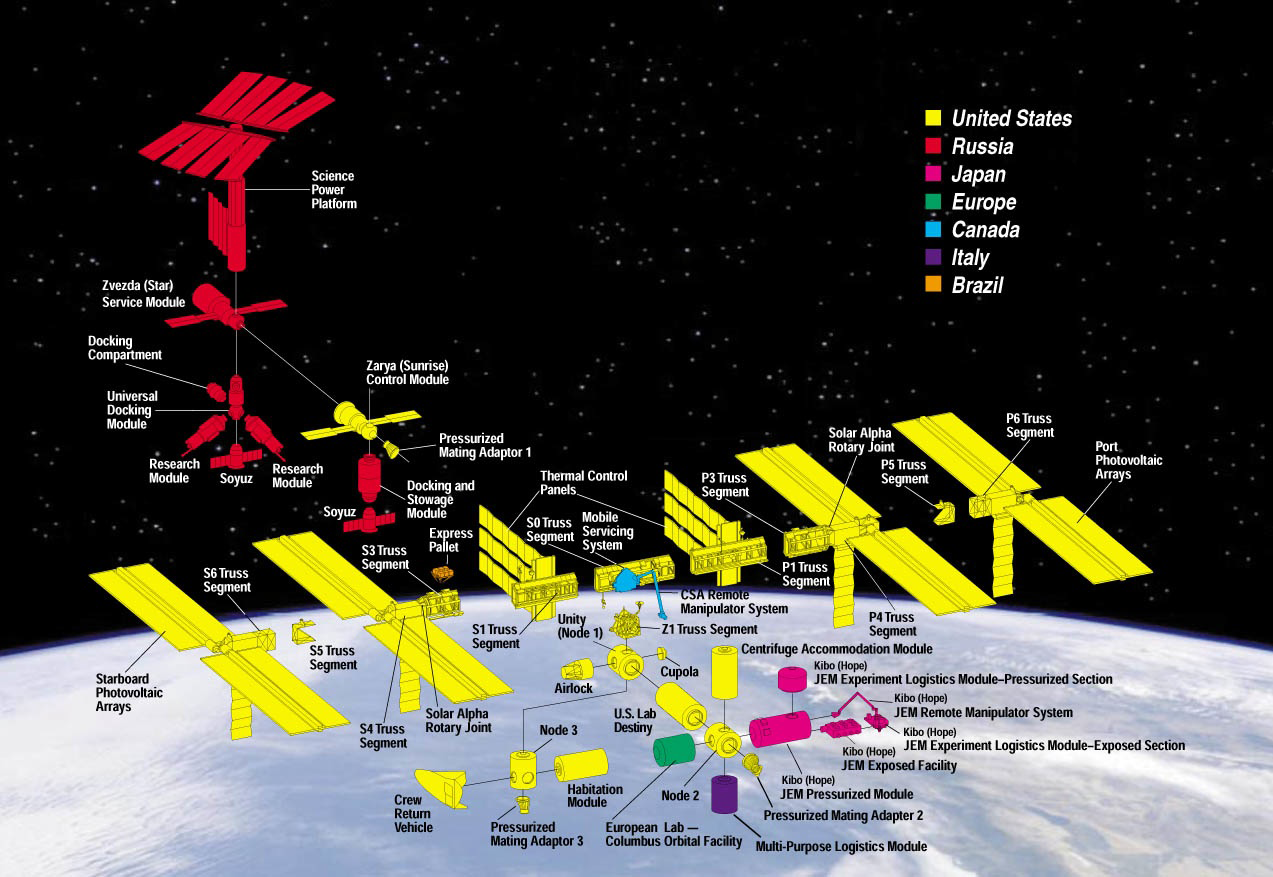 United States
Russia
Japan
Europe
Canada
Italy
Brazil
Science
Power
Platform
Zvezda (Star)
Service Module
Docking
Compartment
Universal
Docking
Module
Research
Module
Soyuz
Research
Module
Zarya (Sunrise)
Control Module
Pressurized
Mating Adaptor 1
Docking and
Stowage
Module
Soyuz
Express
Pallet
Thermal Control
Panels
S0 Truss
Segment
Mobile
Servicing
System
P3 Truss
Segment
Solar Alpha
Rotary Joint
P5 Truss
Segment
P6 Truss
Segment
Port
Photovoltaic
Arrays
S3 Truss
Segment
S6 Truss
Segment
S5 Truss
Segment
Starboard
Photovoltaic
Arrays
S4 Truss
Segment
Solar Alpha
Rotary Joint
S1 Truss
Segment
Unity
(Node 1)
P1 Truss
Segment
CSA Remote
Manipulator System
Z1 Truss Segment
P4 Truss
Segment
Centrifuge Accommodation Module
Cupola
Airlock
Kibo (Hope)
JEM Experiment Logistics Module–Pressurized Section
Kibo (Hope)
JEM Remote Manipulator System
Kibo (Hope)
JEM Experiment Logistics Module–Exposed Section
Kibo (Hope)
JEM Exposed Facility
Kibo (Hope)
JEM Pressurized Module
U.S. Lab
Destiny
Node 3
Habitation
Module
Node 2
Crew
Return
Vehicle
Pressurized
Mating Adaptor 3
European Lab —
Columbus Orbital Facility
Pressurized Mating Adapter 2
Multi-Purpose Logistics Module